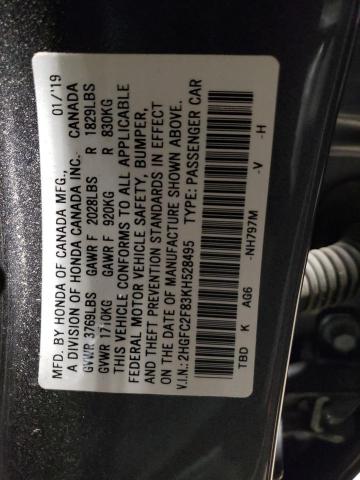 MFD. BY HONDA OF CANADA MFG., 01/'19
A DIVISION OF HONDA CANADA INC. CANADA
GVWR 3769LBS GAWR F 2028LBS R 1829LBS
GVWR 1710KG GAWR F 920KG R 830KG
THIS VEHICLE CONFORMS TO ALL APPLICABLE
FEDERAL MOTOR VEHICLE SAFETY, BUMPER,
AND THEFT PREVENTION STANDARDS IN EFFECT
ON THE DATE OF MANUFACTURE SHOWN ABOVE.
V.I.N.: 2HGFC2F83KH528495 TYPE: PASSENGER CAR
TBD K AG6 -NH797M -V -H